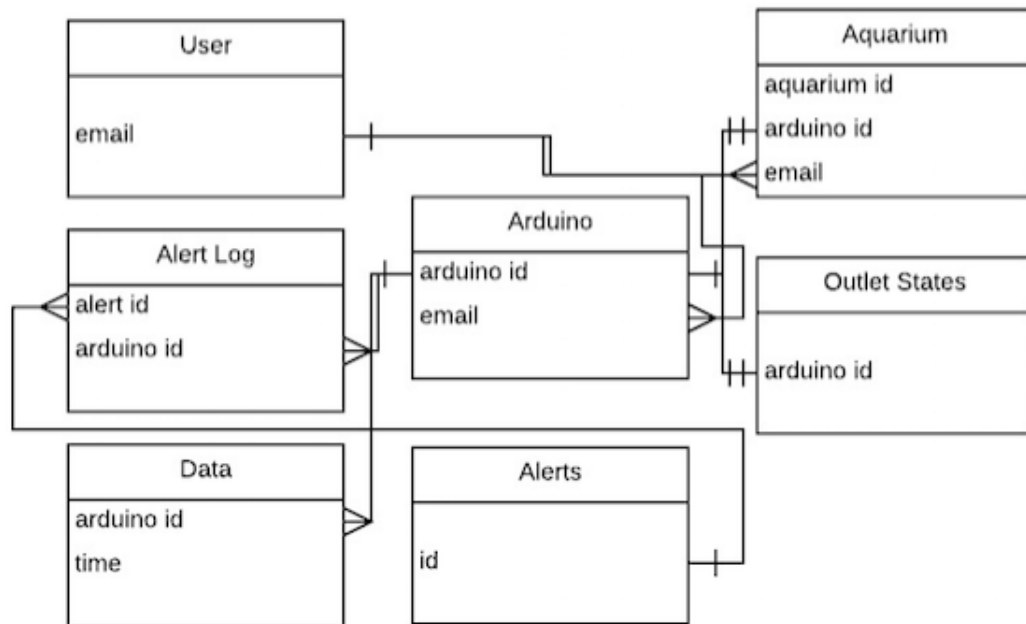 User
email
Aquarium
aquarium id
arduino id
email
Alert Log
alert id
arduino id
Arduino
arduino id
email
Outlet States
arduino id
Data
arduino id
time
Alerts
id